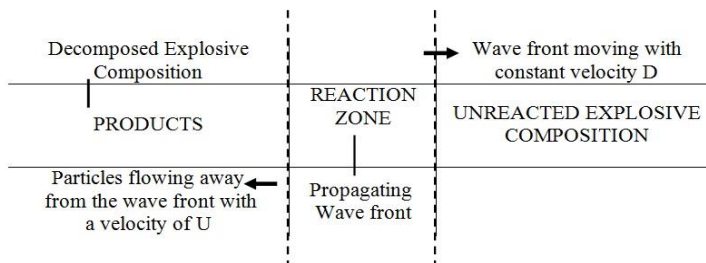 Decomposed Explosive
Composition
PRODUCTS
Particles flowing away
from the wave front with
a velocity of U
REACTION
ZONE
Propagating
Wave front
Wave front moving with
constant velocity D
UNREACTED EXPLOSIVE
COMPOSITION